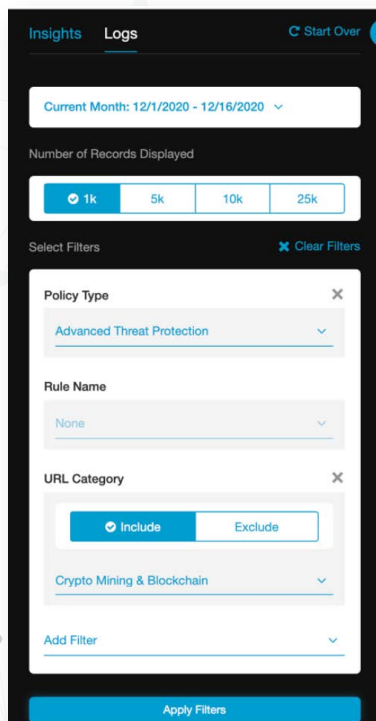 Insights Logs Start Over
Current Month: 12/1/2020 - 12/16/2020
Number of Records Displayed
1k 5k 10k 25k
Select Filters Clear Filters
Policy Type
Advanced Threat Protection
Rule Name
None
URL Category
Include Exclude
Crypto Mining & Blockchain
Add Filter
Apply Filters